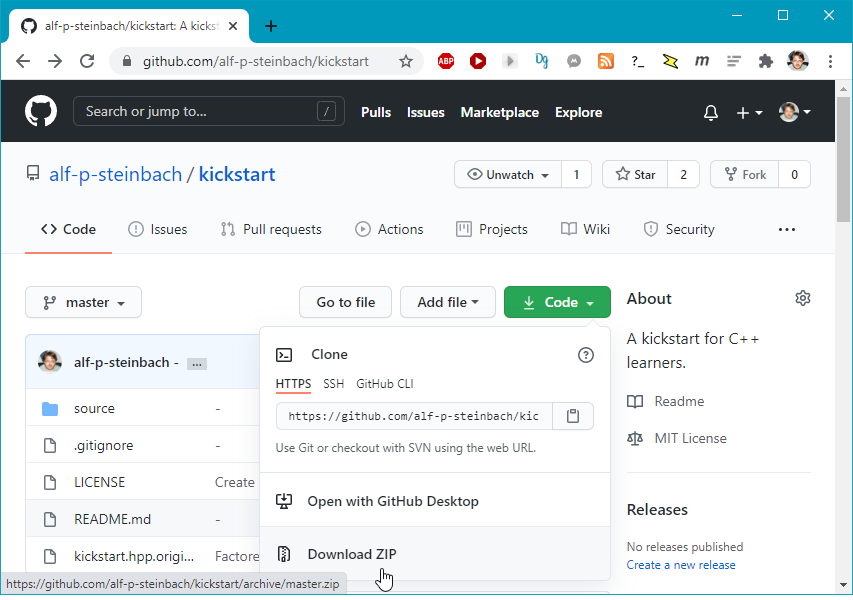 alf-p-steinbach/kickstart: A kickst
github.com/alf-p-steinbach/kickstart
ABP
Dg
M
?_
m
Search or jump to...
/
Pulls
Issues
Marketplace
Explore
alf-p-steinbach / kickstart
Unwatch
1
Star
2
Fork
0
Code
Issues
Pull requests
Actions
Projects
Wiki
Security
master
Go to file
Add file
Code
About
A kickstart for C++
learners.
Readme
MIT License
Releases
No releases published
Create a new release
alf-p-steinbach - ...
source -
.gitignore -
LICENSE Create
README.md -
kickstart.hpp.origi... Factore
Clone
HTTPS SSH GitHub CLI
https://github.com/alf-p-steinbach/kic
Use Git or checkout with SVN using the web URL.
Open with GitHub Desktop
Download ZIP
https://github.com/alf-p-steinbach/kickstart/archive/master.zip